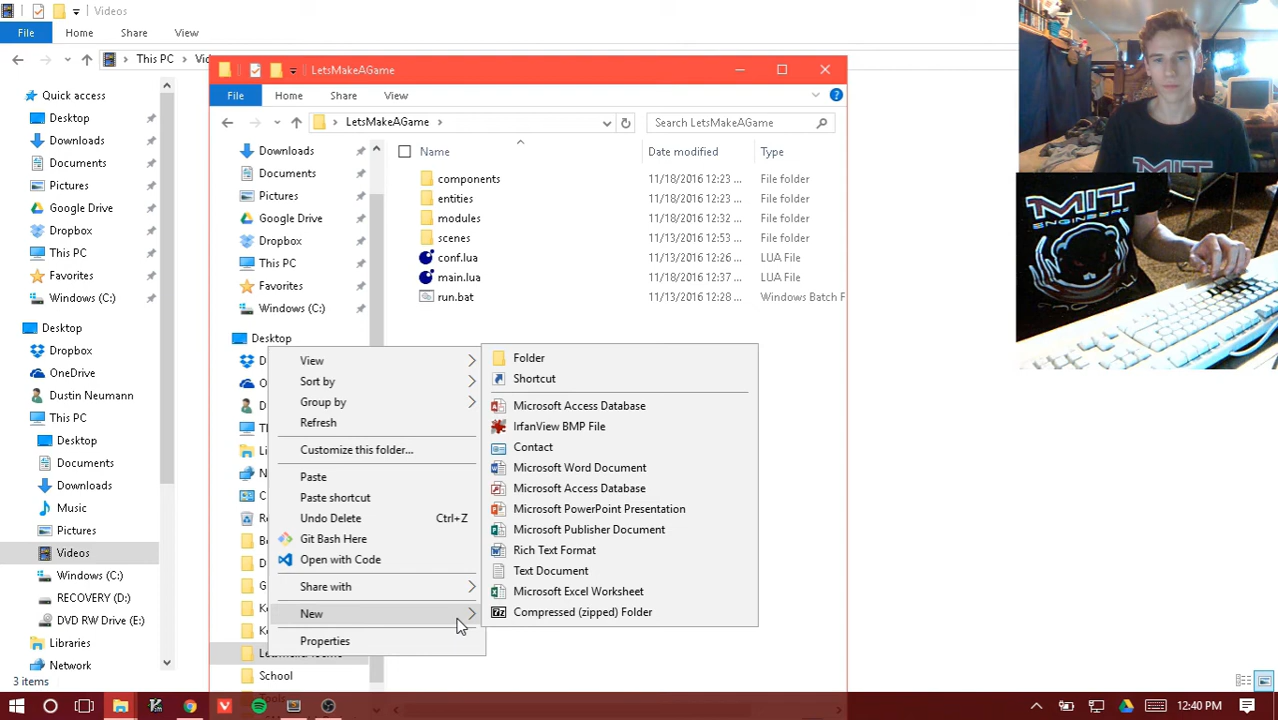 Videos
File Home Share View
This PC
Quick access
Desktop
Downloads
Documents
Pictures
Google Drive
Dropbox
This PC
Favorites
Windows (C:)
Desktop
Dropbox
OneDrive
Dustin Neumann
This PC
Desktop
Documents
Downloads
Music
Pictures
Videos
Windows (C:)
RECOVERY (D:)
DVD RW Drive (E:)
Libraries
Network
3 items
LetsMakeAGame
File Home Share View
LetsMakeAGame
Search LetsMakeAGame
Downloads
Documents
Pictures
Google Drive
Dropbox
This PC
Favorites
Windows (C:)
Desktop
School
Name Date modified Type
components 11/18/2016 12:23 ... File folder
entities 11/18/2016 12:23 ... File folder
modules 11/18/2016 12:32 ... File folder
scenes 11/13/2016 12:53 ... File folder
conf.lua 11/13/2016 12:26 ... LUA File
main.lua 11/18/2016 12:37 ... LUA File
run.bat 11/13/2016 12:28 ... Windows Batch F
View
Sort by
Group by
Refresh
Customize this folder...
Paste
Paste shortcut
Undo Delete Ctrl+Z
Git Bash Here
Open with Code
Share with
New
Properties
Folder
Shortcut
Microsoft Access Database
IrfanView BMP File
Contact
Microsoft Word Document
Microsoft Access Database
Microsoft PowerPoint Presentation
Microsoft Publisher Document
Rich Text Format
Text Document
Microsoft Excel Worksheet
Compressed (zipped) Folder
MIT
MIT
ENGINEERS
12:40 PM